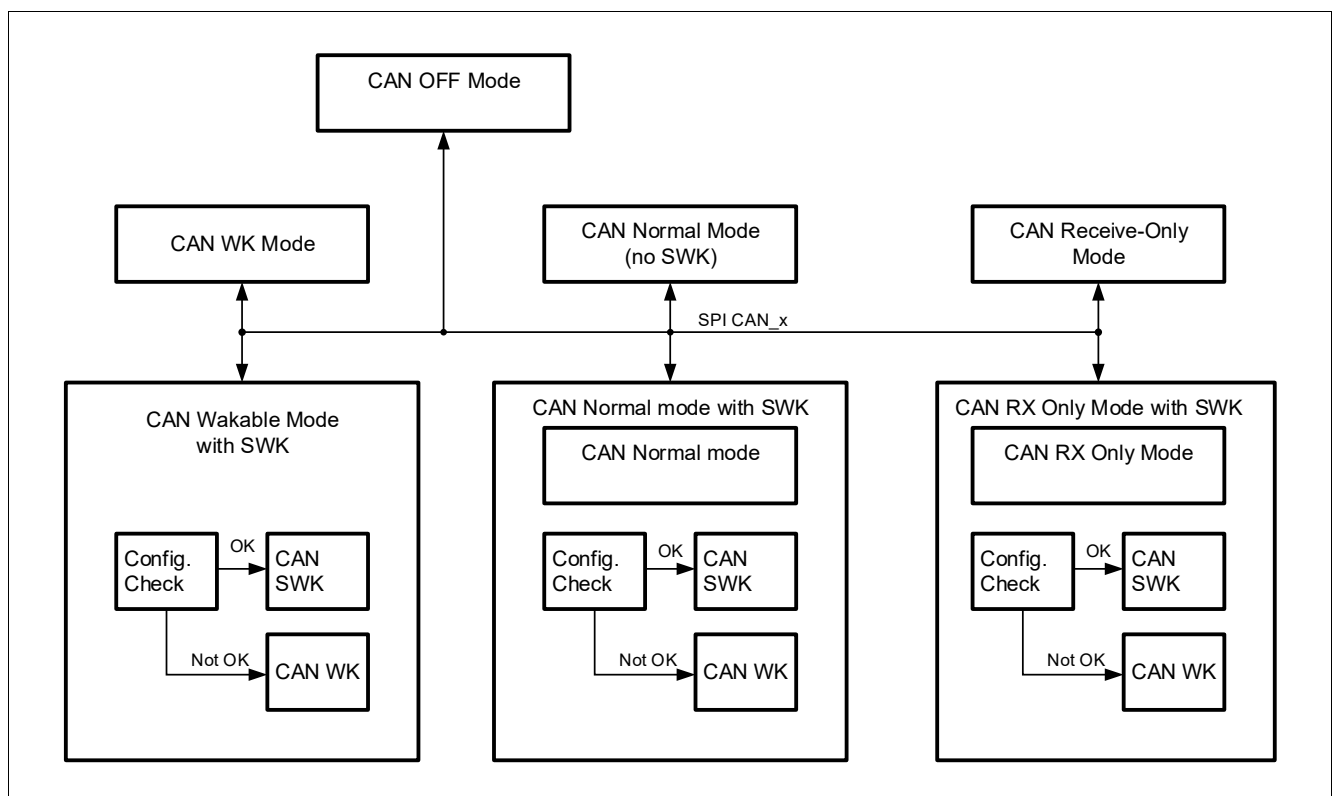 CAN OFF Mode
CAN WK Mode
CAN Normal Mode
(no SWK)
CAN Receive-Only
Mode
SPI CAN_x
CAN Wakable Mode
with SWK
Config.
Check
OK
CAN
SWK
Not OK
CAN WK
CAN Normal mode with SWK
CAN Normal mode
Config.
Check
OK
CAN
SWK
Not OK
CAN WK
CAN RX Only Mode with SWK
CAN RX Only Mode
Config.
Check
OK
CAN
SWK
Not OK
CAN WK